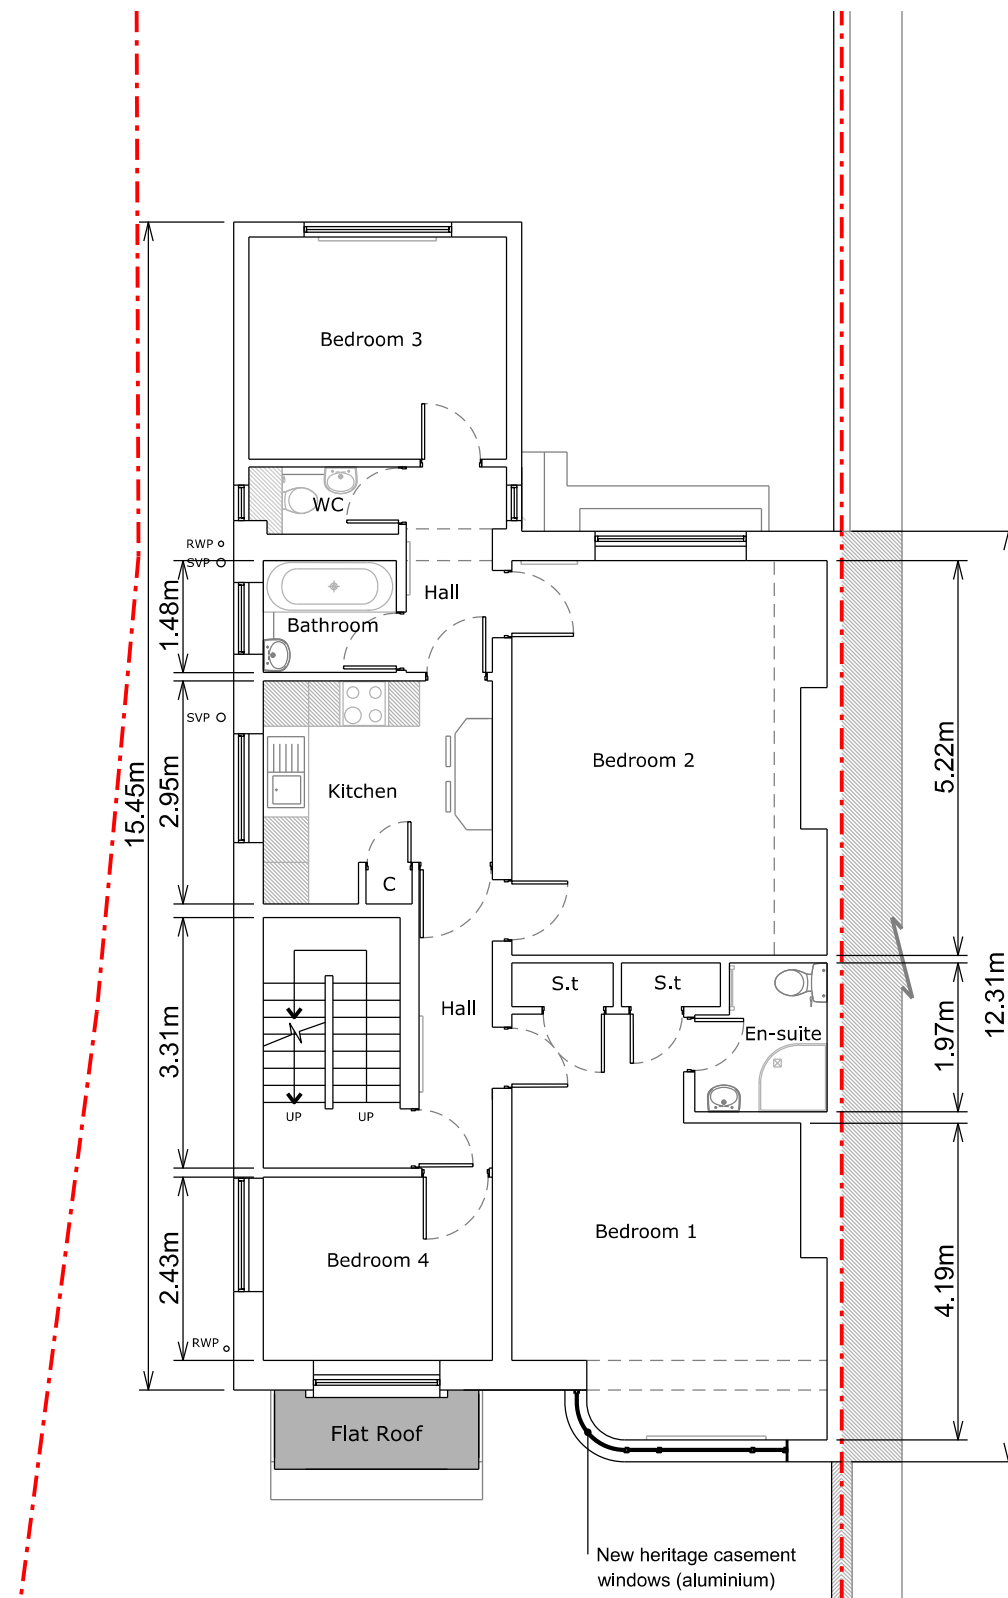 Bedroom 3
WC
RWP
SVP
Hall
1.48m
Bathroom
SVP
Bedroom 2
5.22m
15.45m
2.95m
Kitchen
C
S.t
S.t
Hall
En-suite
1.97m
12.31m
3.31m
UP
UP
Bedroom 1
2.43m
Bedroom 4
4.19m
RWP
Flat Roof
New heritage casement
windows (aluminium)